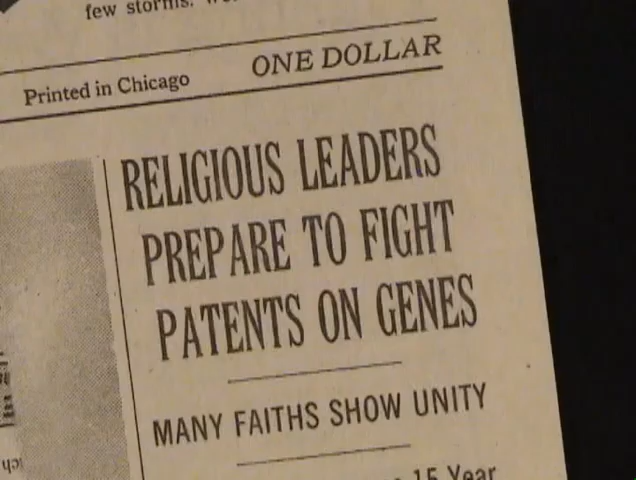 few storms.
Printed in Chicago
ONE DOLLAR
RELIGIOUS LEADERS
PREPARE TO FIGHT
PATENTS ON GENES
MANY FAITHS SHOW UNITY
15 Year